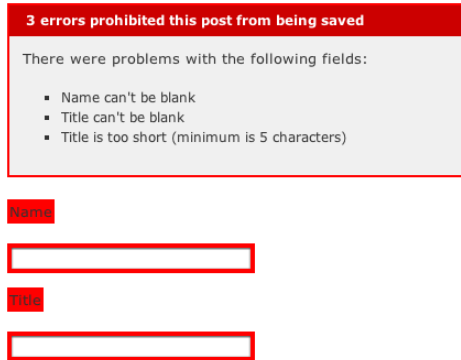 3 errors prohibited this post from being saved
There were problems with the following fields:
Name can't be blank
Title can't be blank
Title is too short (minimum is 5 characters)
Name
Title